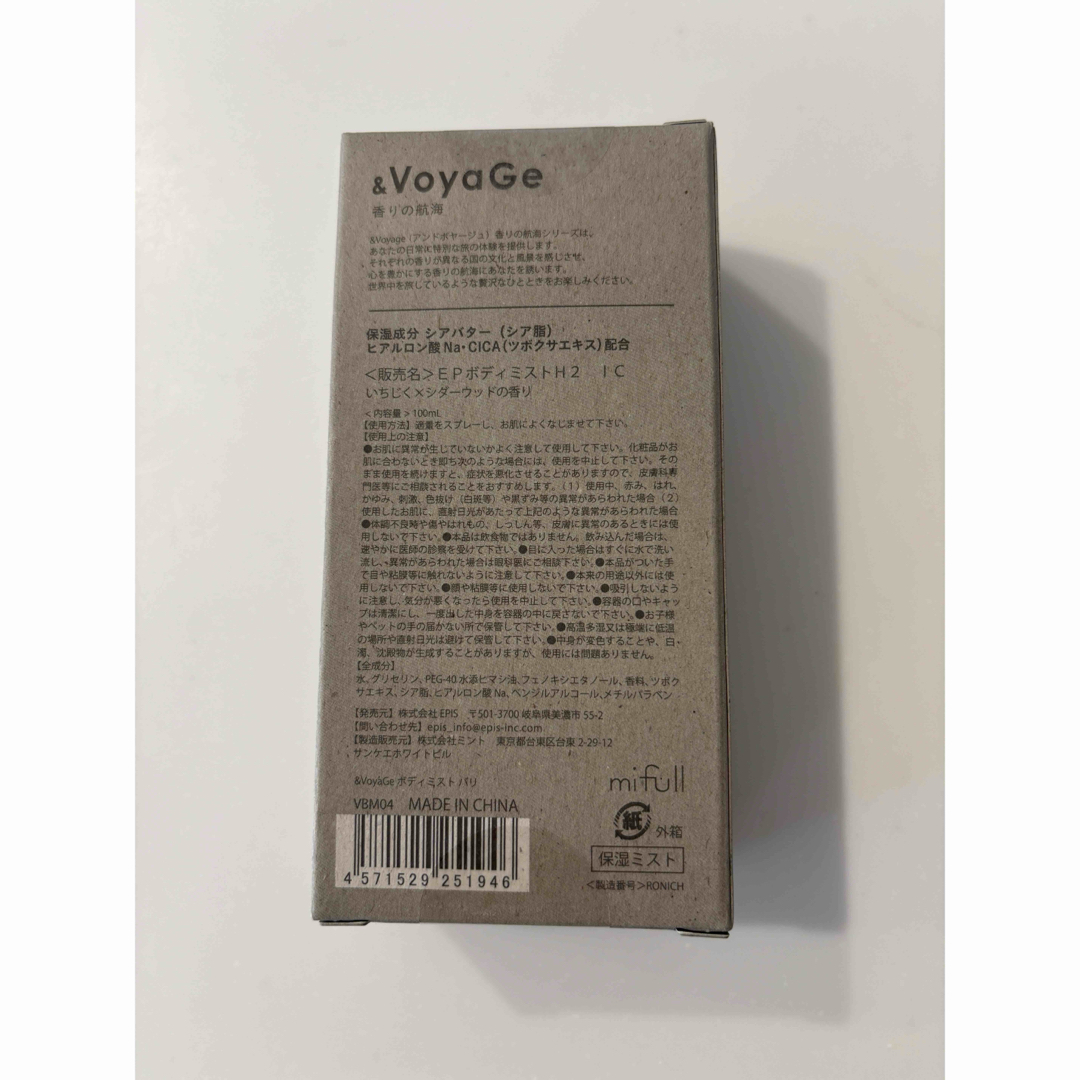 &VoyaGe
香りの航海
&Voyage (アンドボヤージュ) 香りの航海シリーズは、
あなたの日常に特別な旅の体験を提供します。
それぞれの香りが異なる国の文化と風景を感じさせ、
心を豊かにする香りの航海にあなたを誘います。
世界中を旅しているような贅沢なひとときをお楽しみください。
保湿成分 シアバター (シア脂)
ヒアルロン酸 Na・CICA(ツボクサエキス)配合
<販売名>EPボディミストH2 IC
いちじく×シダーウッドの香り
<内容量> 100mL
【使用方法】適量をスプレーし、お肌によくなじませて下さい。
【使用上の注意】
●お肌に異常が生じていないかよく注意して使用して下さい。化粧品がお
肌に合わないとき即ち次のような場合には、使用を中止して下さい。そのまま
まま使用を続けますと、症状を悪化させることがありますので、皮膚科専
門医等にご相談されることをおすすめします。(1) 使用中、赤み、はれ、
かゆみ、刺激、色抜け (白斑等) や黒ずみ等の異常があらわれた場合 (2)
使用したお肌に、直射日光があたって上記のような異常があらわれた場合
●体調不良時や傷やはれもの、しっしん等、皮膚に異常のあるときには使
用しないで下さい。●本品は飲食物ではありません。飲み込んだ場合は、
速やかに医師の診察を受けて下さい。●目に入った場合はすぐに水で洗い
流し、異常があらわれた場合は眼科医にご相談下さい。●本品がついた手
で目や粘膜等に触れないように注意して下さい。●本来の用途以外には使
用しないで下さい。●顔や粘膜等に使用しないで下さい。●吸引しないよう
に注意し、気分が悪くなったら使用を中止して下さい。●容器の口やキャッ
プは清潔にし、一度出した中身を容器の中に戻さないで下さい。●お子様
やペットの手の届かない所で保管して下さい。●高温多湿又は極端に低温
の場所や直射日光は避けて保管して下さい。●中身が変色することや、白
濁、沈殿物が生成することがありますが、使用には問題ありません。
【全成分】
水、グリセリン、PEG-40 水添ヒマシ油、フェノキシエタノール、香料、ツボク
サエキス、シア脂、ヒアルロン酸 Na、ベンジルアルコール、メチルパラベン
【発売元】株式会社 EPIS 〒501-3700 岐阜県美濃市 55-2
【問い合わせ先】epis_info@epis-inc.com
【製造販売元】株式会社ミント 東京都台東区台東 2-29-12
サンケエホワイトビル
&VoyaGe ボディミスト パリ
mifull
VBM04 MADE IN CHINA
紙
外箱
保湿ミスト
4 571529 251946
<製造番号>RONICH